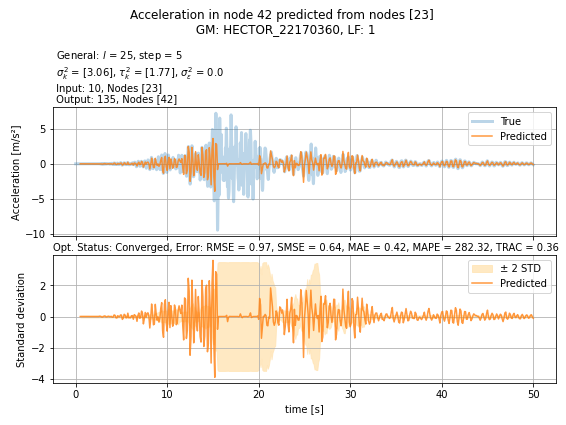 Acceleration in node 42 predicted from nodes [23]
GM: HECTOR_22170360, LF: 1
General: l = 25, step = 5
σ²ₖ = [3.06], τ²ₖ = [1.77], σ²ε = 0.0
Input: 10, Nodes [23]
Output: 135, Nodes [42]
Acceleration [m/s²]
5
0
−5
−10
True
Predicted
Opt. Status: Converged, Error: RMSE = 0.97, SMSE = 0.64, MAE = 0.42, MAPE = 282.32, TRAC = 0.36
Standard deviation
2
0
−2
−4
± 2 STD
Predicted
0 10 20 30 40 50
time [s]